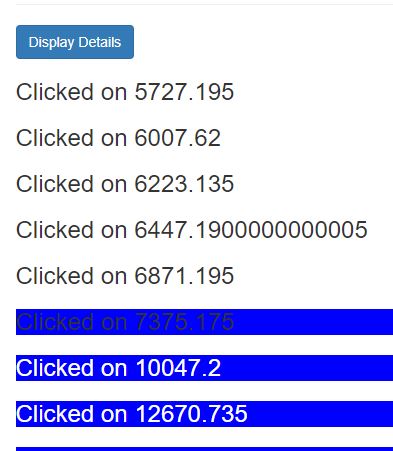 Display Details
Clicked on 5727.195
Clicked on 6007.62
Clicked on 6223.135
Clicked on 6447.1900000000005
Clicked on 6871.195
Clicked on 7375.175
Clicked on 10047.2
Clicked on 12670.735